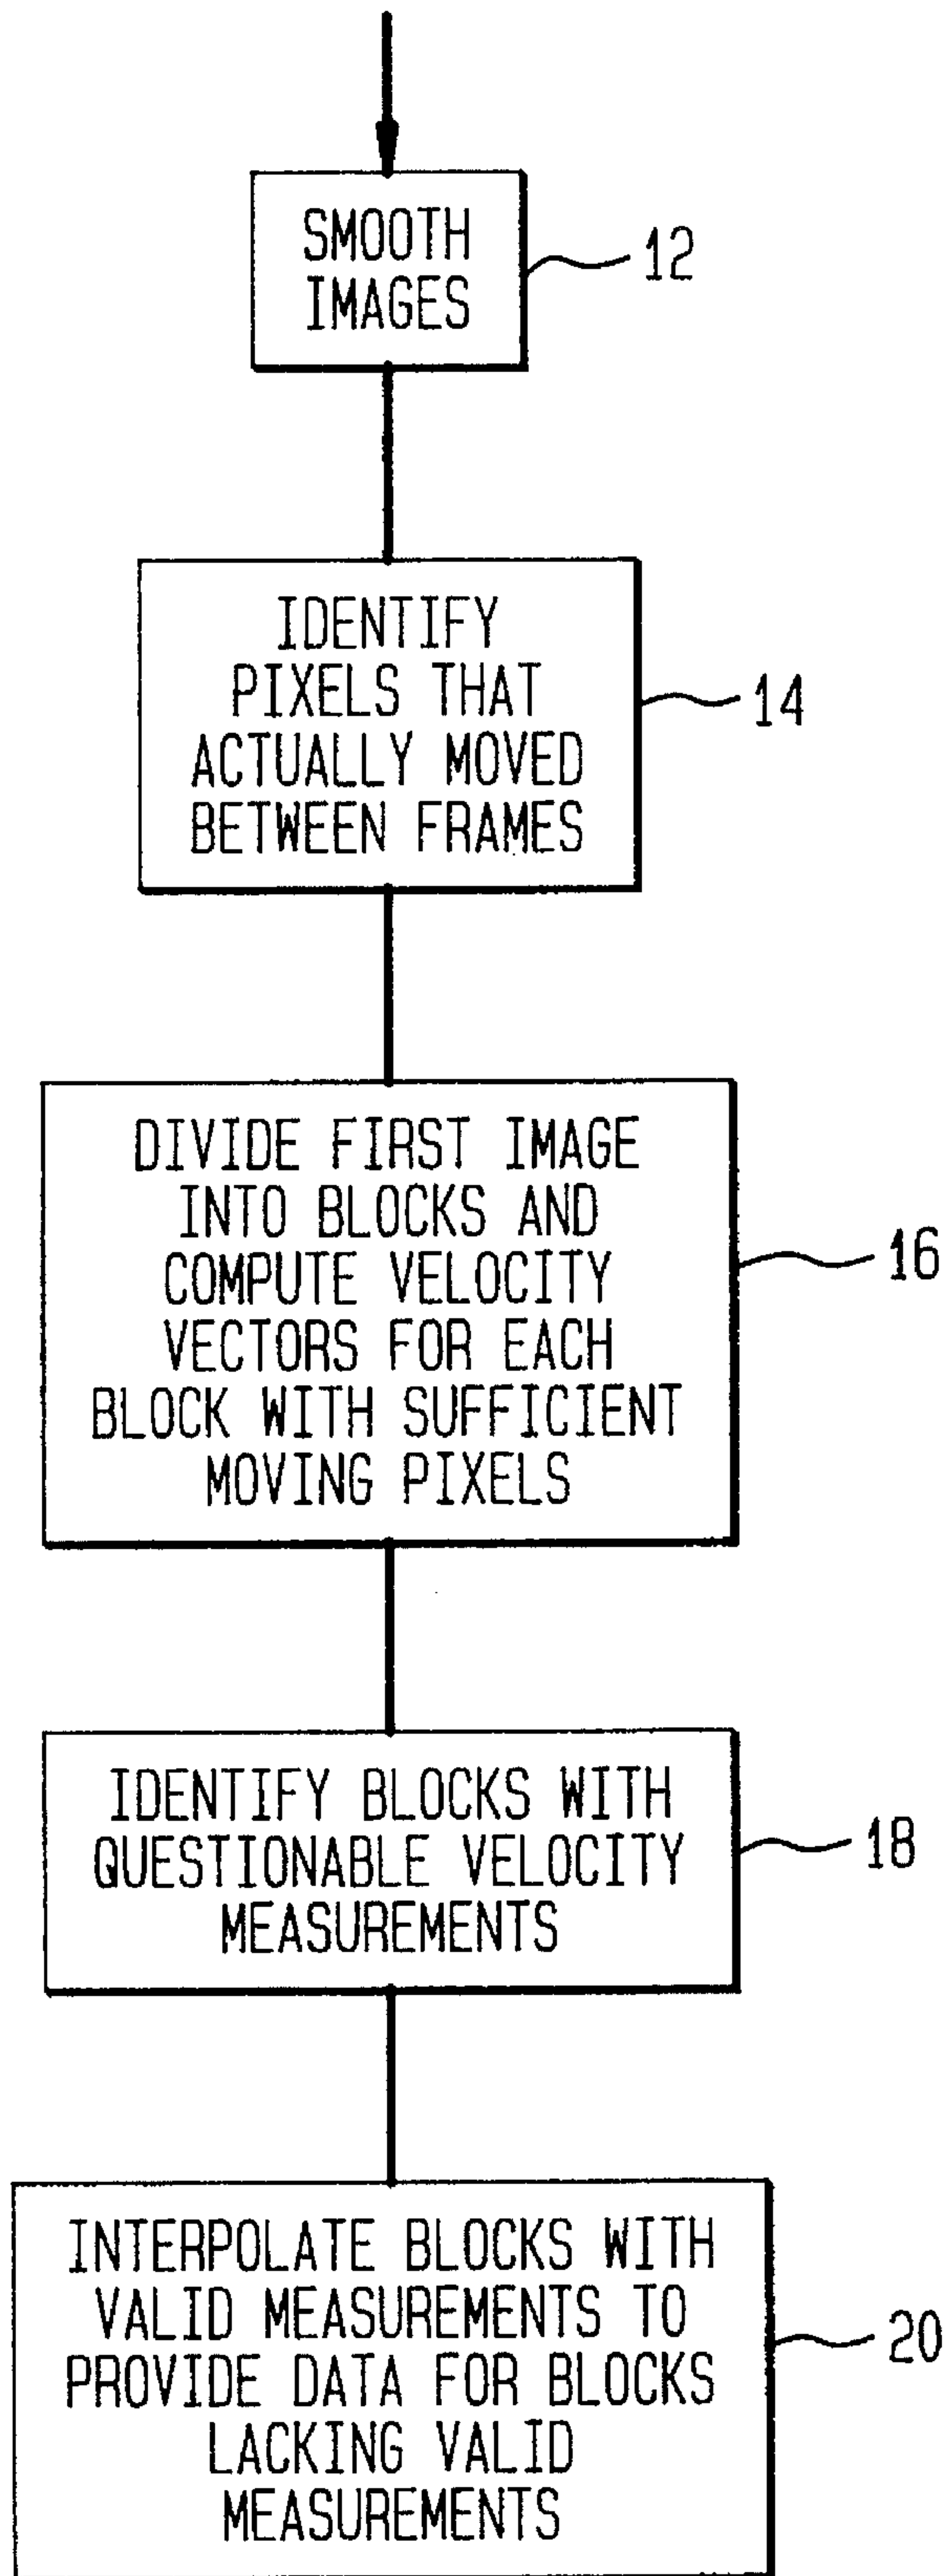 SMOOTH
IMAGES
12
IDENTIFY
PIXELS THAT
ACTUALLY MOVED
BETWEEN FRAMES
14
DIVIDE FIRST IMAGE
INTO BLOCKS AND
COMPUTE VELOCITY
VECTORS FOR EACH
BLOCK WITH SUFFICIENT
MOVING PIXELS
16
IDENTIFY BLOCKS WITH
QUESTIONABLE VELOCITY
MEASUREMENTS
18
INTERPOLATE BLOCKS WITH
VALID MEASUREMENTS TO
PROVIDE DATA FOR BLOCKS
LACKING VALID
MEASUREMENTS
20